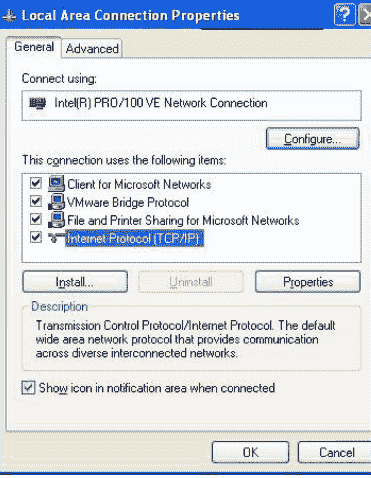 Local Area Connection Properties
General
Advanced
Connect using:
Intel(R) PRO/100 VE Network Connection
Configure...
This connection uses the following items:
Client for Microsoft Networks
VMware Bridge Protocol
File and Printer Sharing for Microsoft Networks
Internet Protocol (TCP/IP)
Install...
Uninstall
Properties
Description
Transmission Control Protocol/Internet Protocol. The default
wide area network protocol that provides communication
across diverse interconnected networks.
Show icon in notification area when connected
OK
Cancel